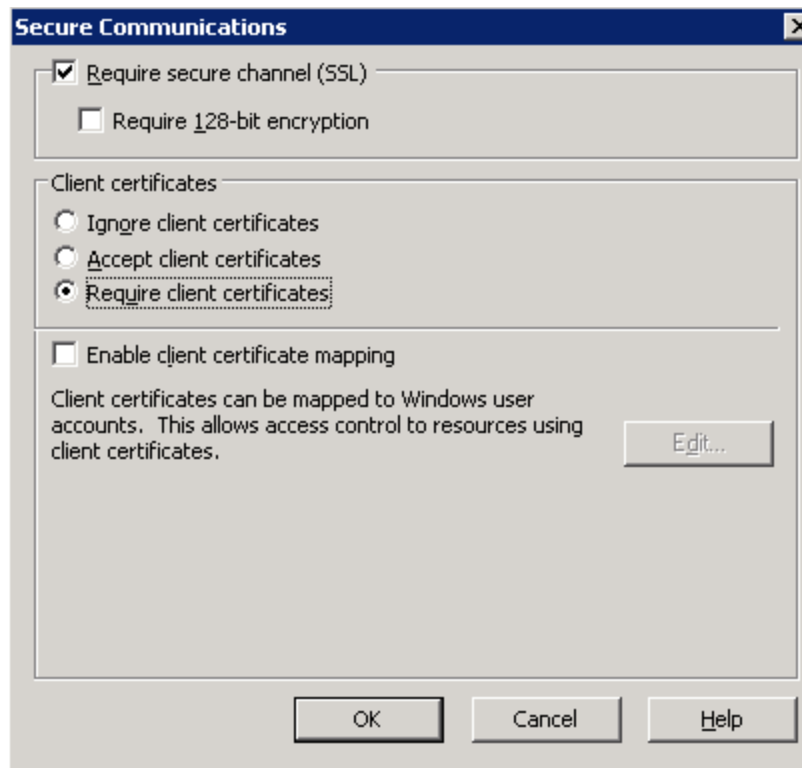 Secure Communications
Require secure channel (SSL)
Require 128-bit encryption
Client certificates
Ignore client certificates
Accept client certificates
Require client certificates
Enable client certificate mapping
Client certificates can be mapped to Windows user
accounts. This allows access control to resources using
client certificates.
Edit...
OK
Cancel
Help